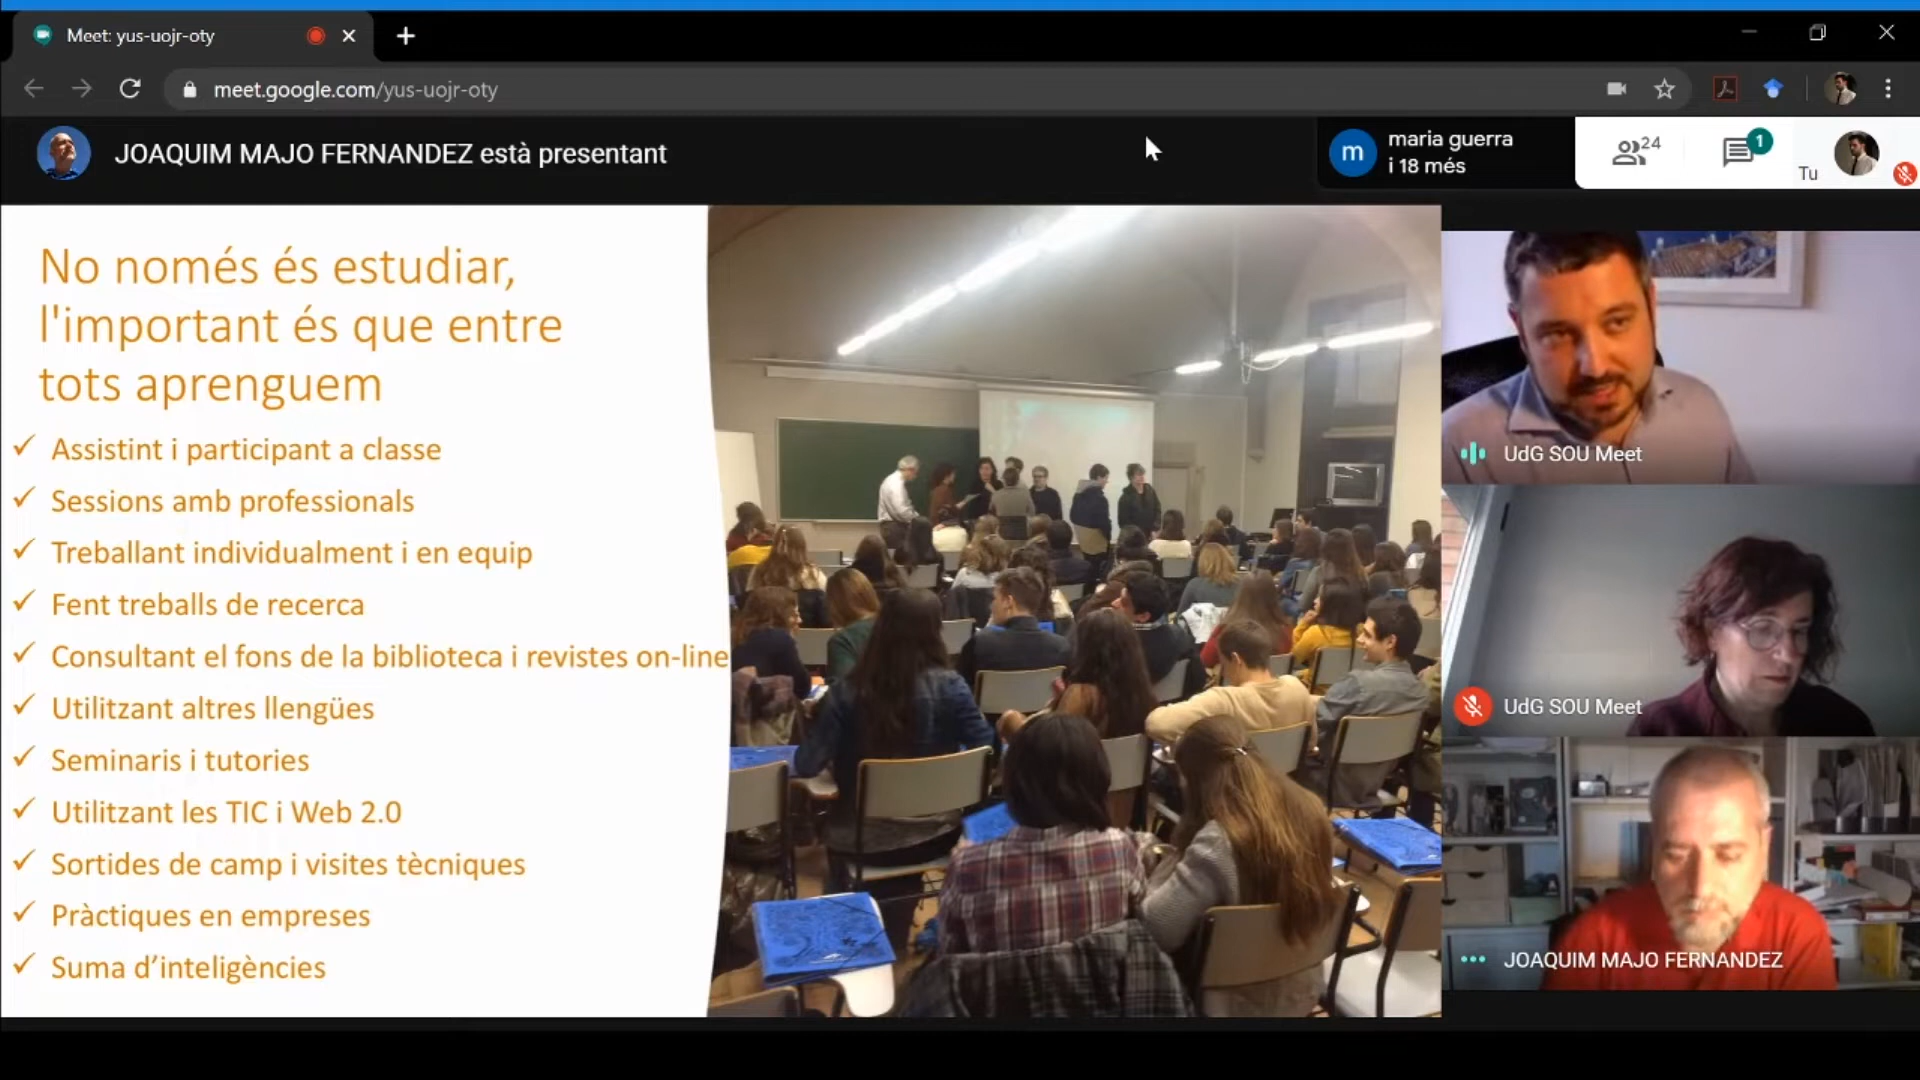 Meet: yus-uojr-oty
meet.google.com/yus-uojr-oty
JOAQUIM MAJO FERNANDEZ està presentant
m
maria guerra
i 18 més
24
1
Tu
No només és estudiar,
l'important és que entre
tots aprenguem
✓ Assistint i participant a classe
✓ Sessions amb professionals
✓ Treballant individualment i en equip
✓ Fent treballs de recerca
✓ Consultant el fons de la biblioteca i revistes on-line
✓ Utilitzant altres llengües
✓ Seminaris i tutories
✓ Utilitzant les TIC i Web 2.0
✓ Sortides de camp i visites tècniques
✓ Pràctiques en empreses
✓ Suma d’inteligències
UdG SOU Meet
UdG SOU Meet
JOAQUIM MAJO FERNANDEZ